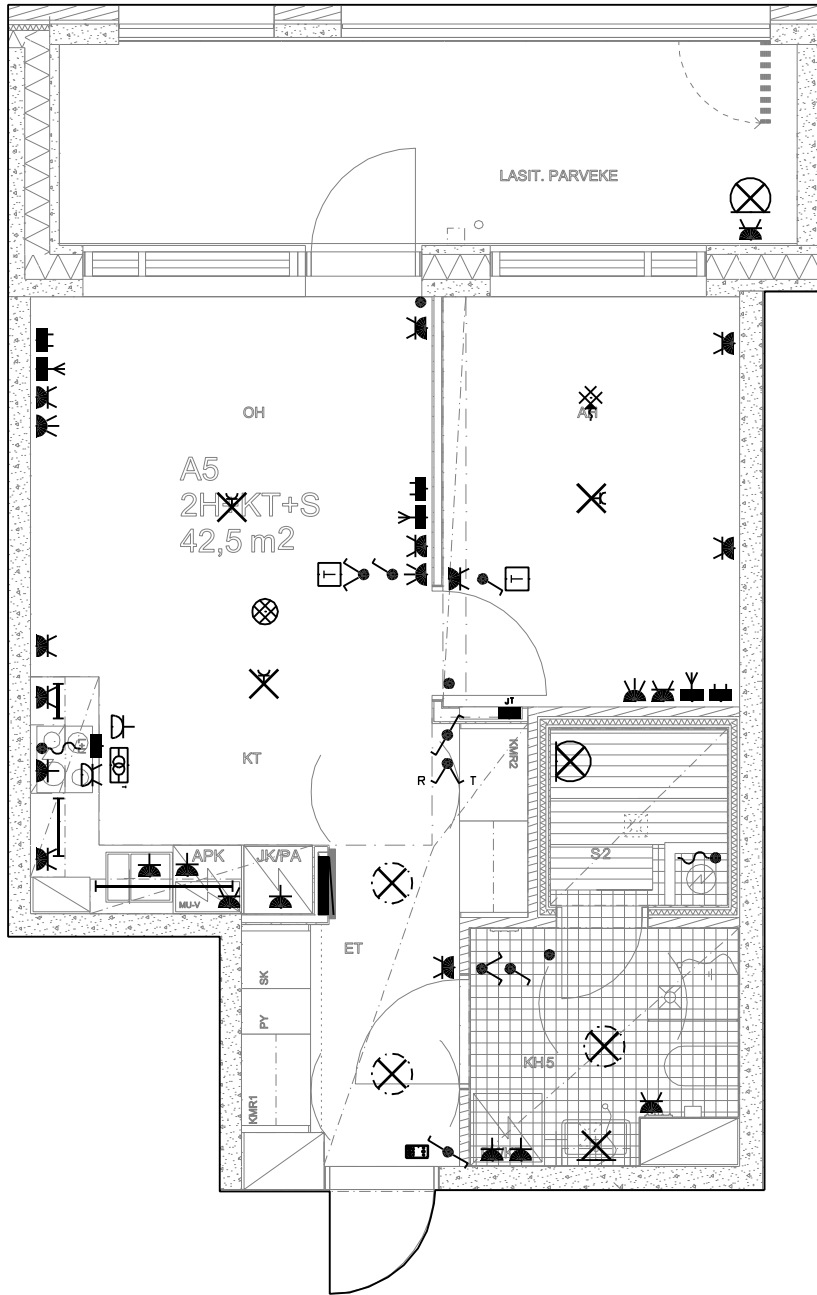 LASIT. PARVEKE
OH
A5
2H+KT+S
42,5 m2
T
T
JT
KT
R
T
KMR2
APK
JK/PA
S2
MU-V
ET
SK
PY
KH5
KMR1